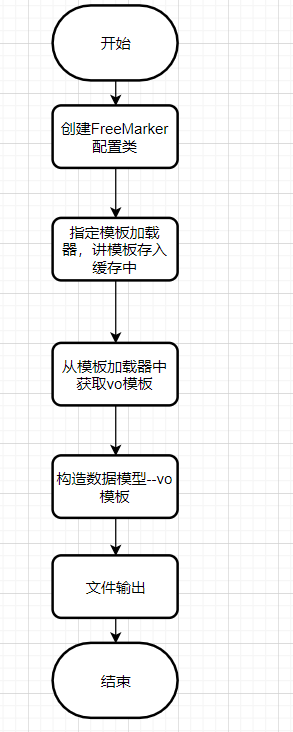 开始
创建FreeMarker
配置类
指定模板加载
器，讲模板存入
缓存中
从模板加载器中
获取vo模板
构造数据模型--vo
模板
文件输出
结束